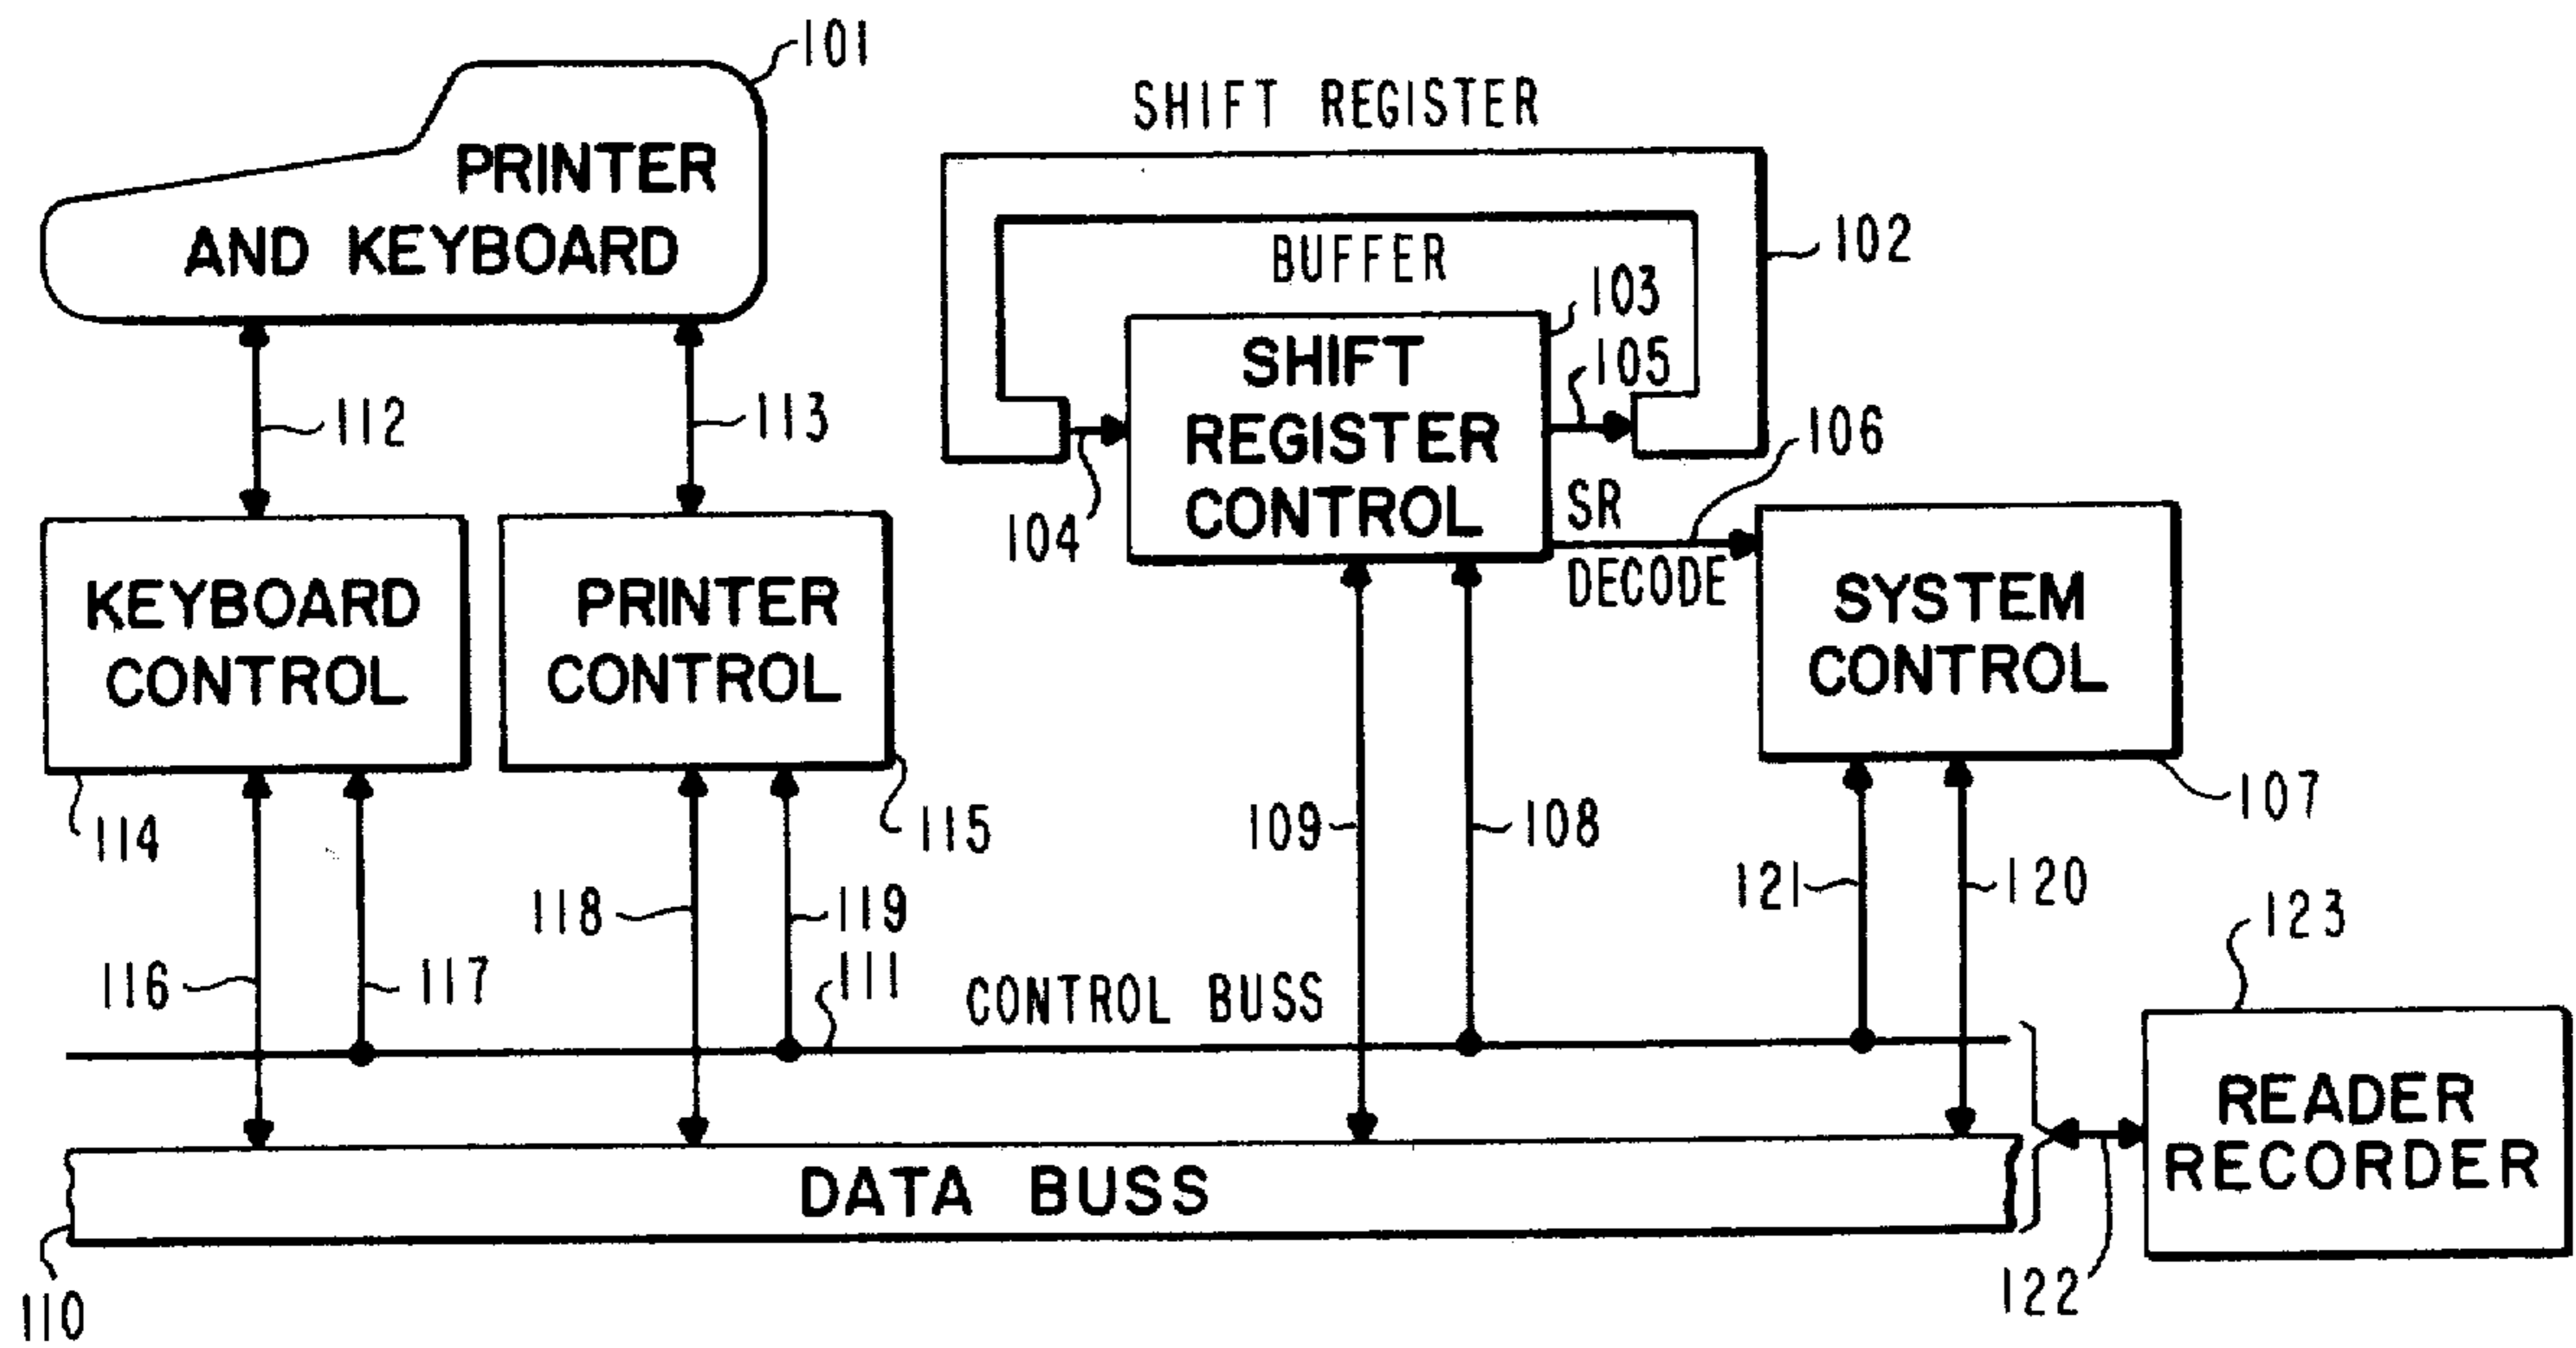 101
PRINTER
AND KEYBOARD
112
113
SHIFT REGISTER
BUFFER
102
103
SHIFT
REGISTER
CONTROL
104
105
106
SR
DECODE
KEYBOARD
CONTROL
114
PRINTER
CONTROL
115
SYSTEM
CONTROL
107
109
108
121
120
116
117
118
119
111
CONTROL BUSS
123
READER
RECORDER
122
DATA BUSS
110